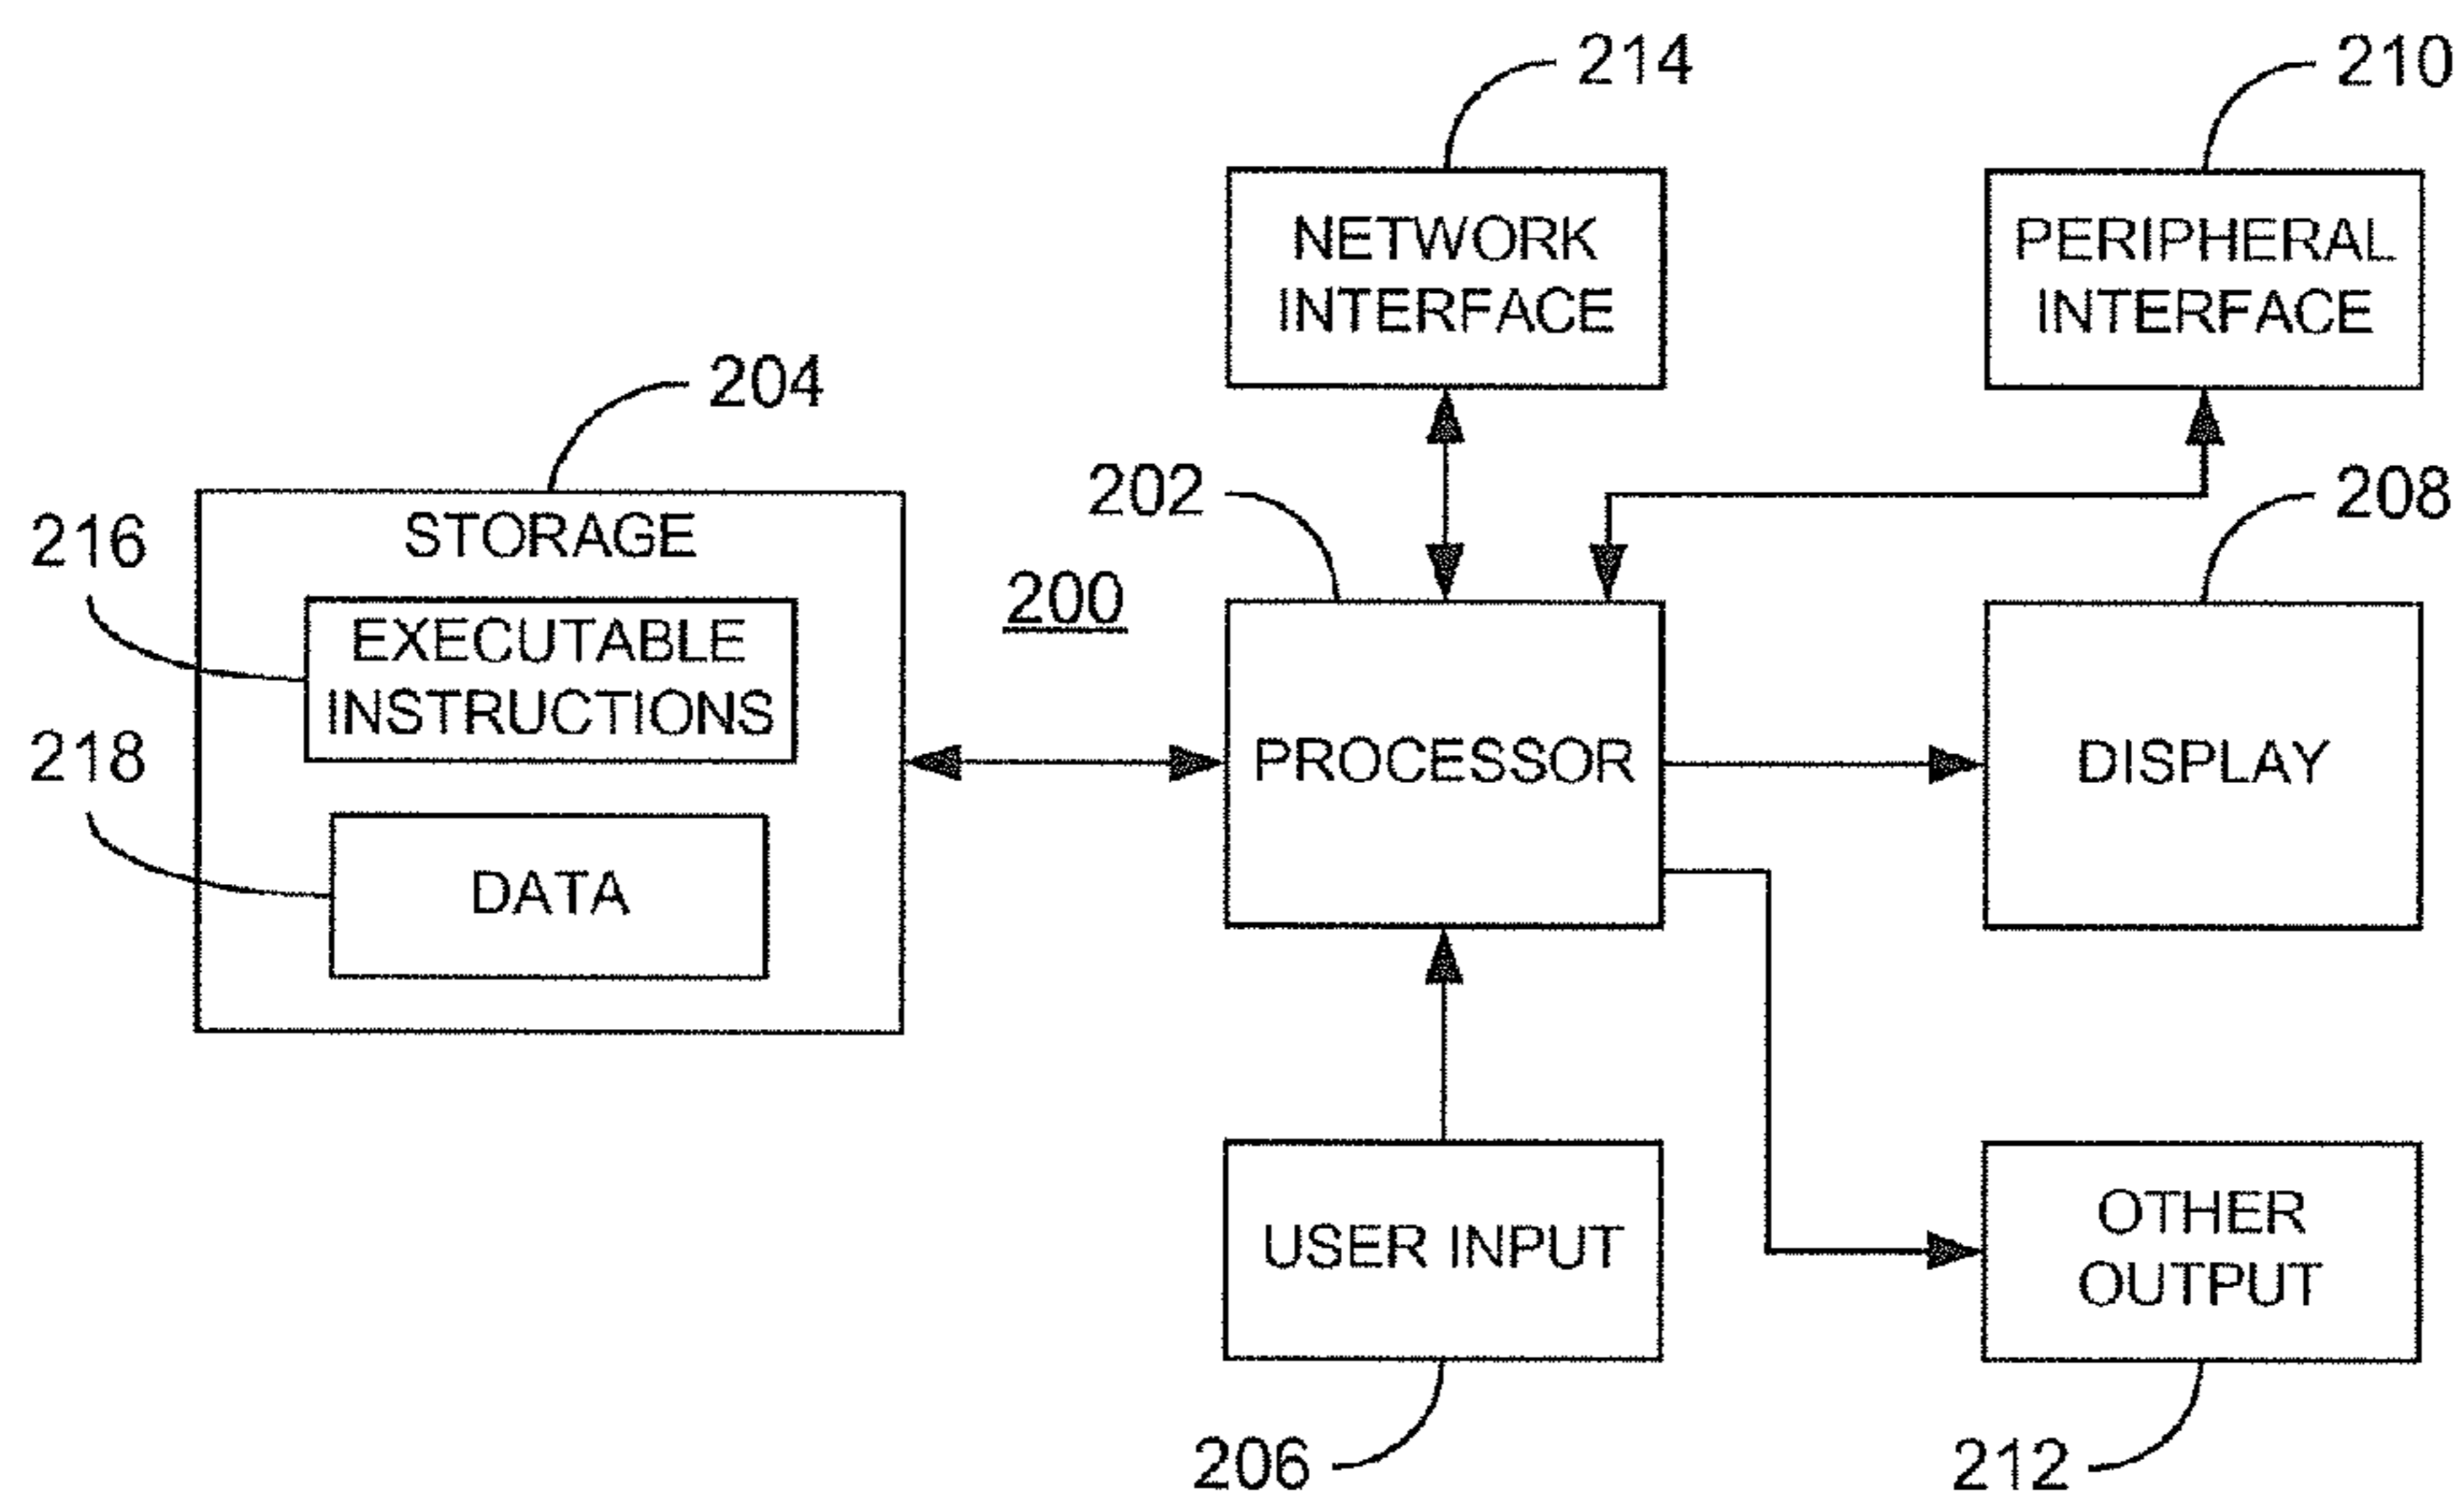 214
210
NETWORK
INTERFACE
PERIPHERAL
INTERFACE
204
202
208
216
STORAGE
200
EXECUTABLE
INSTRUCTIONS
218
PROCESSOR
DISPLAY
DATA
USER INPUT
OTHER
OUTPUT
206
212